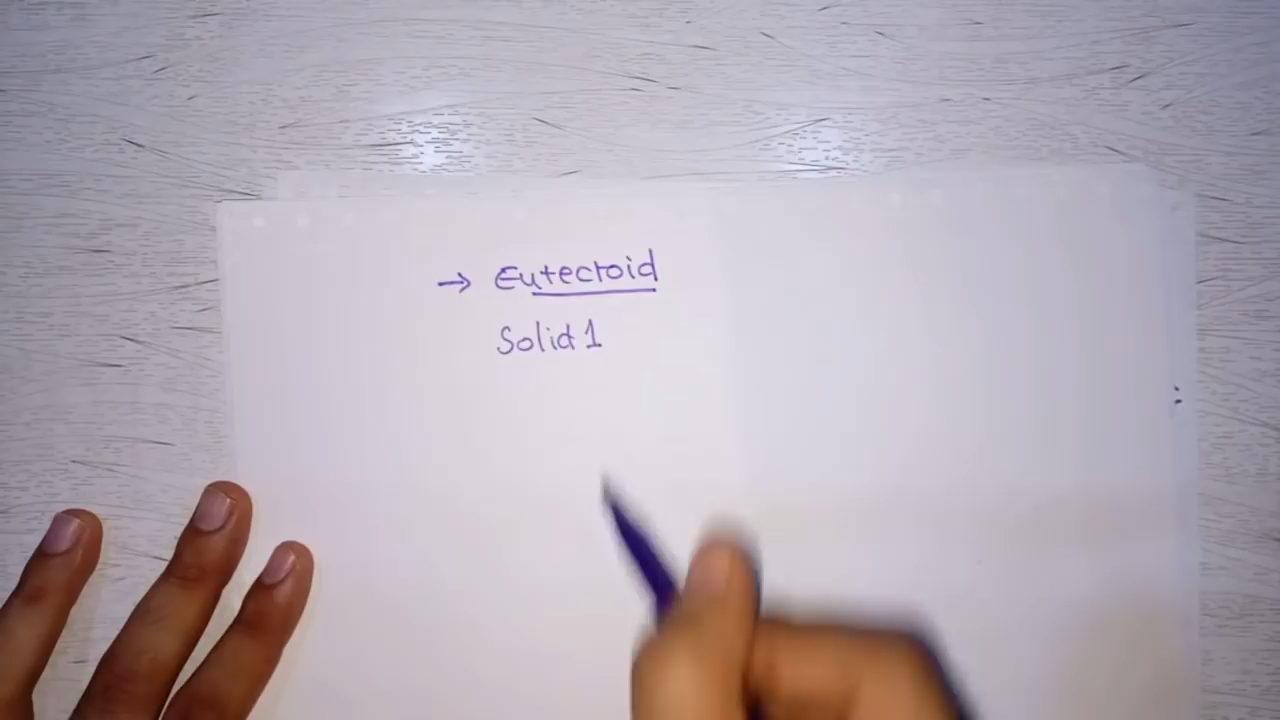 → Eutectoid
Solid 1